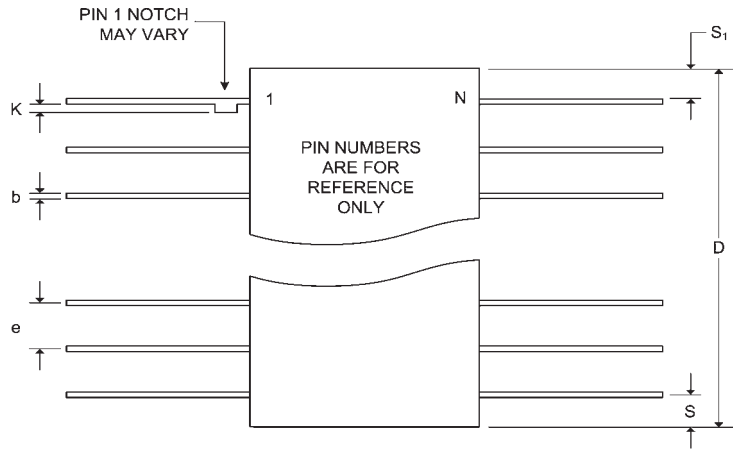 PIN 1 NOTCH
MAY VARY
S₁
K
1
N
PIN NUMBERS
ARE FOR
REFERENCE
ONLY
b
D
e
S